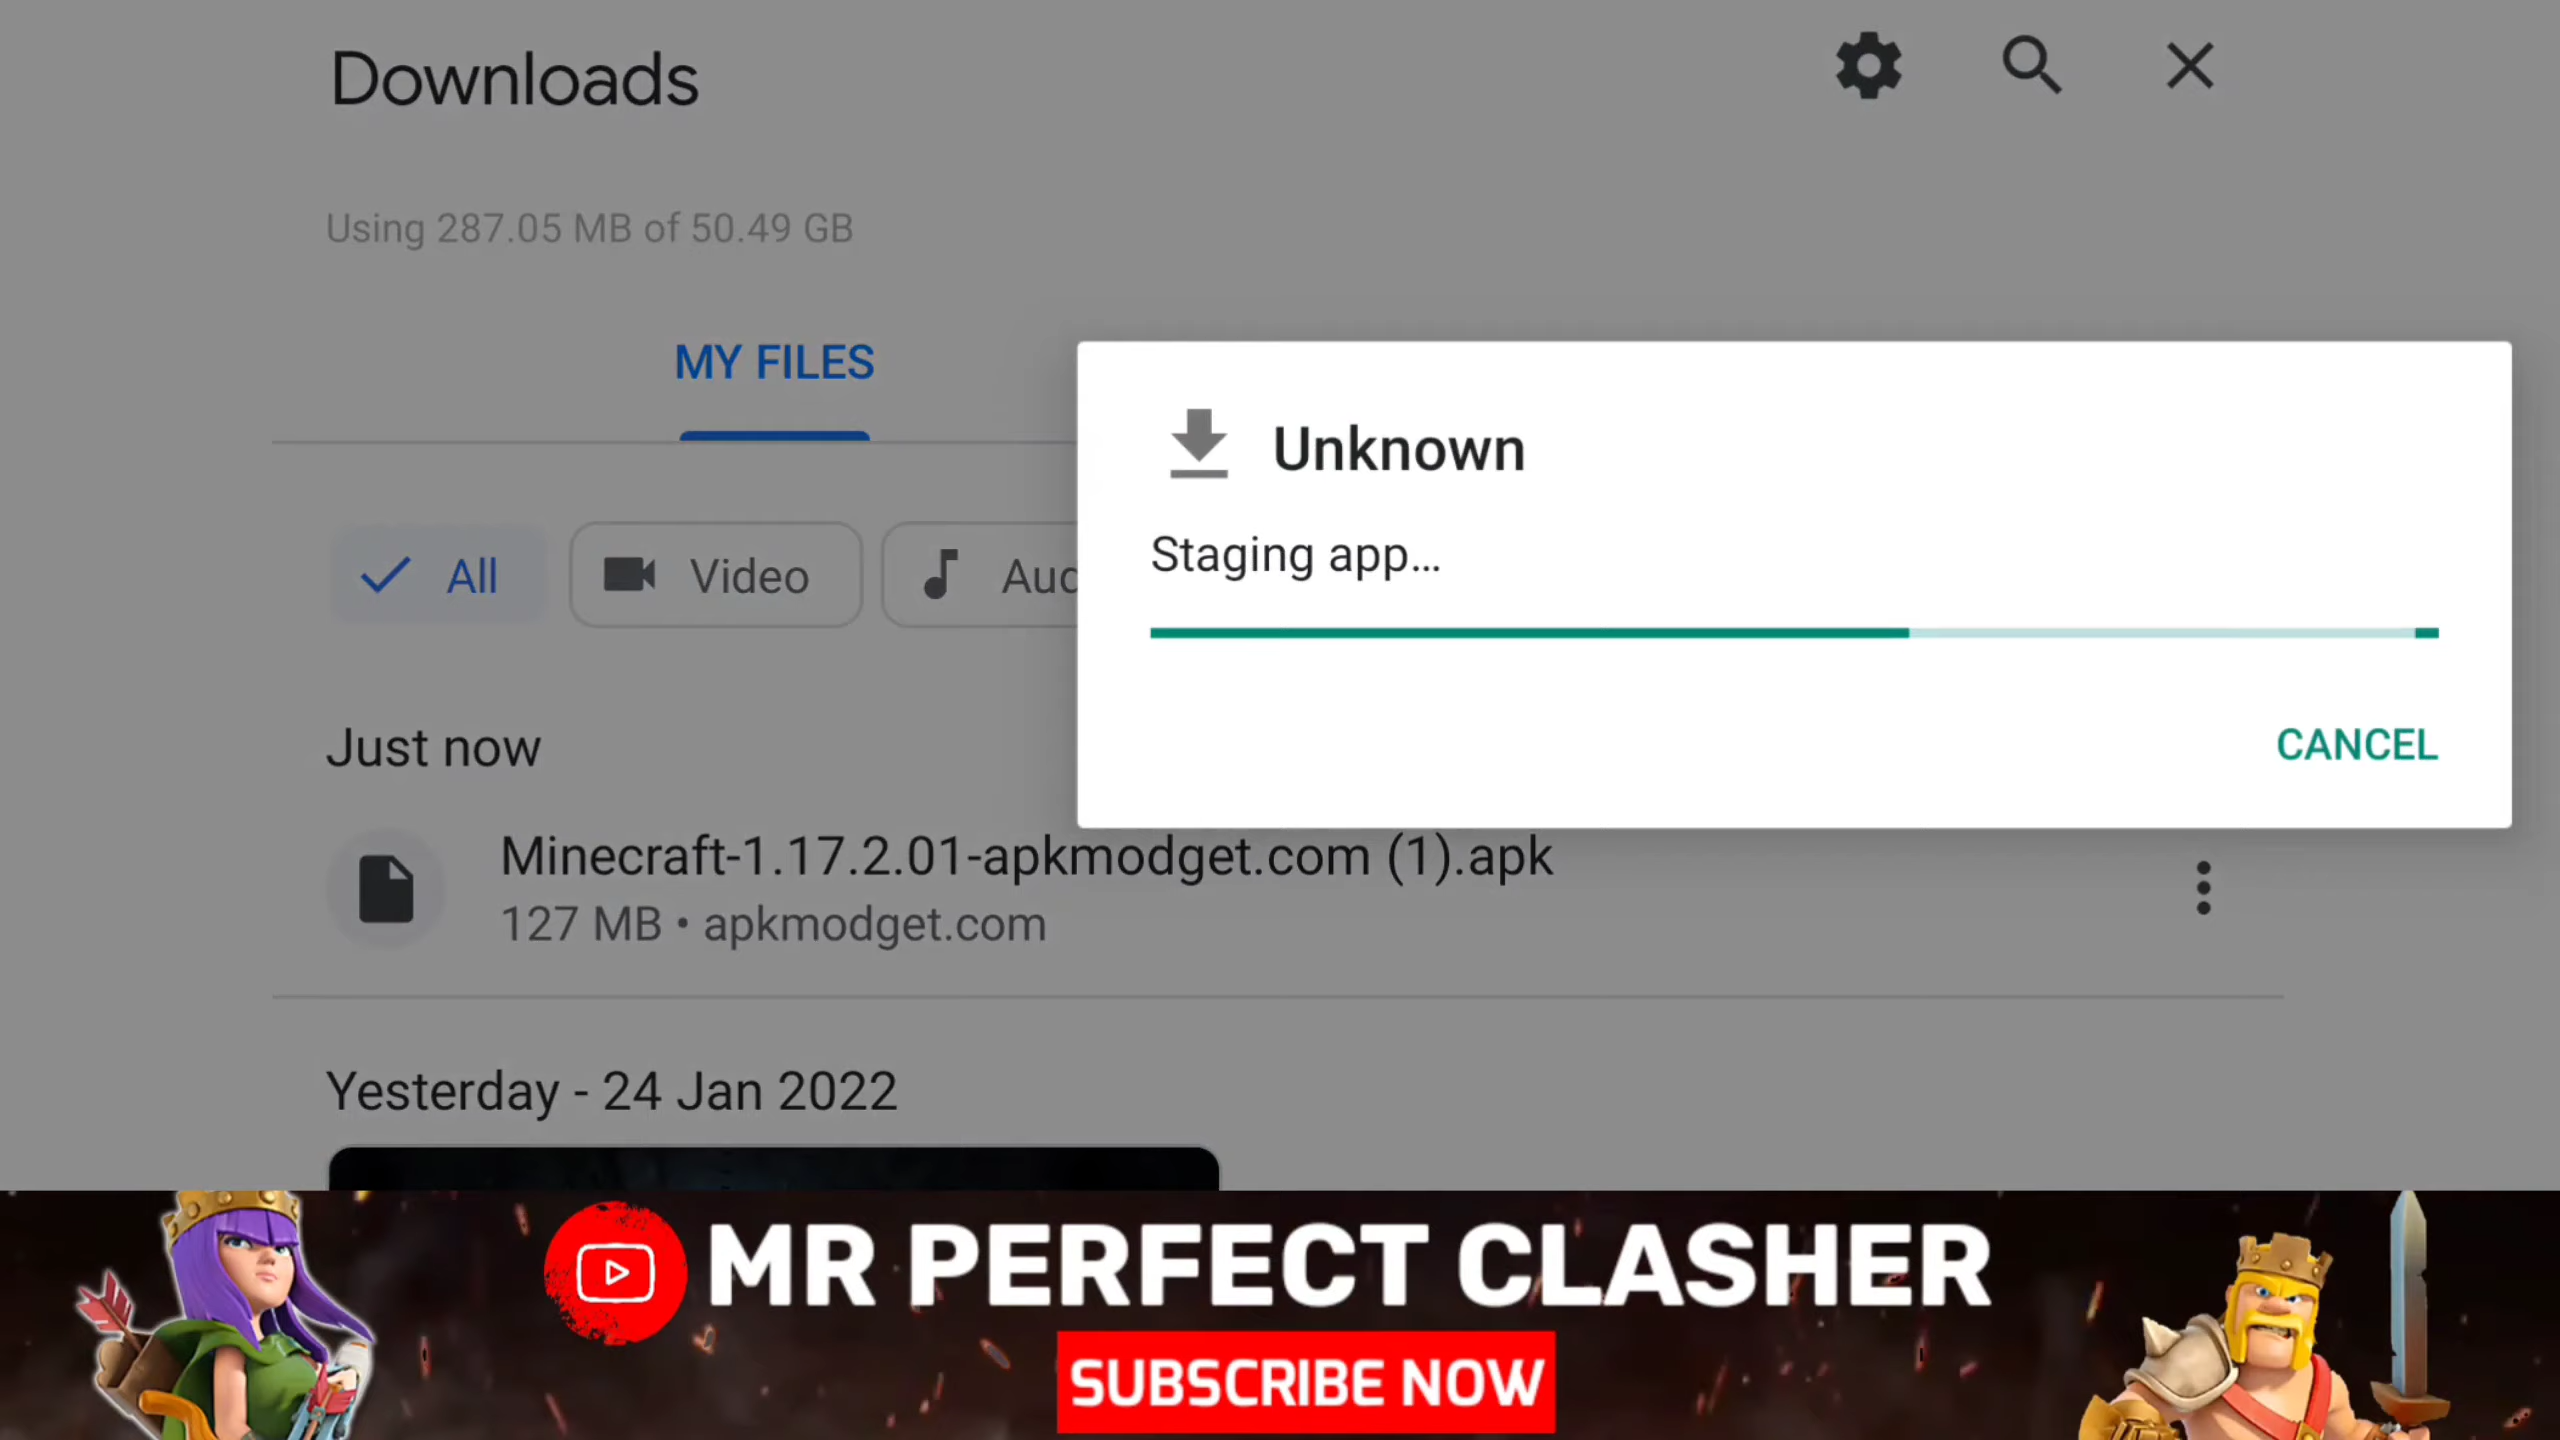 Downloads
Using 287.05 MB of 50.49 GB
MY FILES
Unknown
Staging app...
CANCEL
All
Video
Aud
Just now
Minecraft-1.17.2.01-apkmodget.com (1).apk
127 MB • apkmodget.com
Yesterday - 24 Jan 2022
MR PERFECT CLASHER
SUBSCRIBE NOW